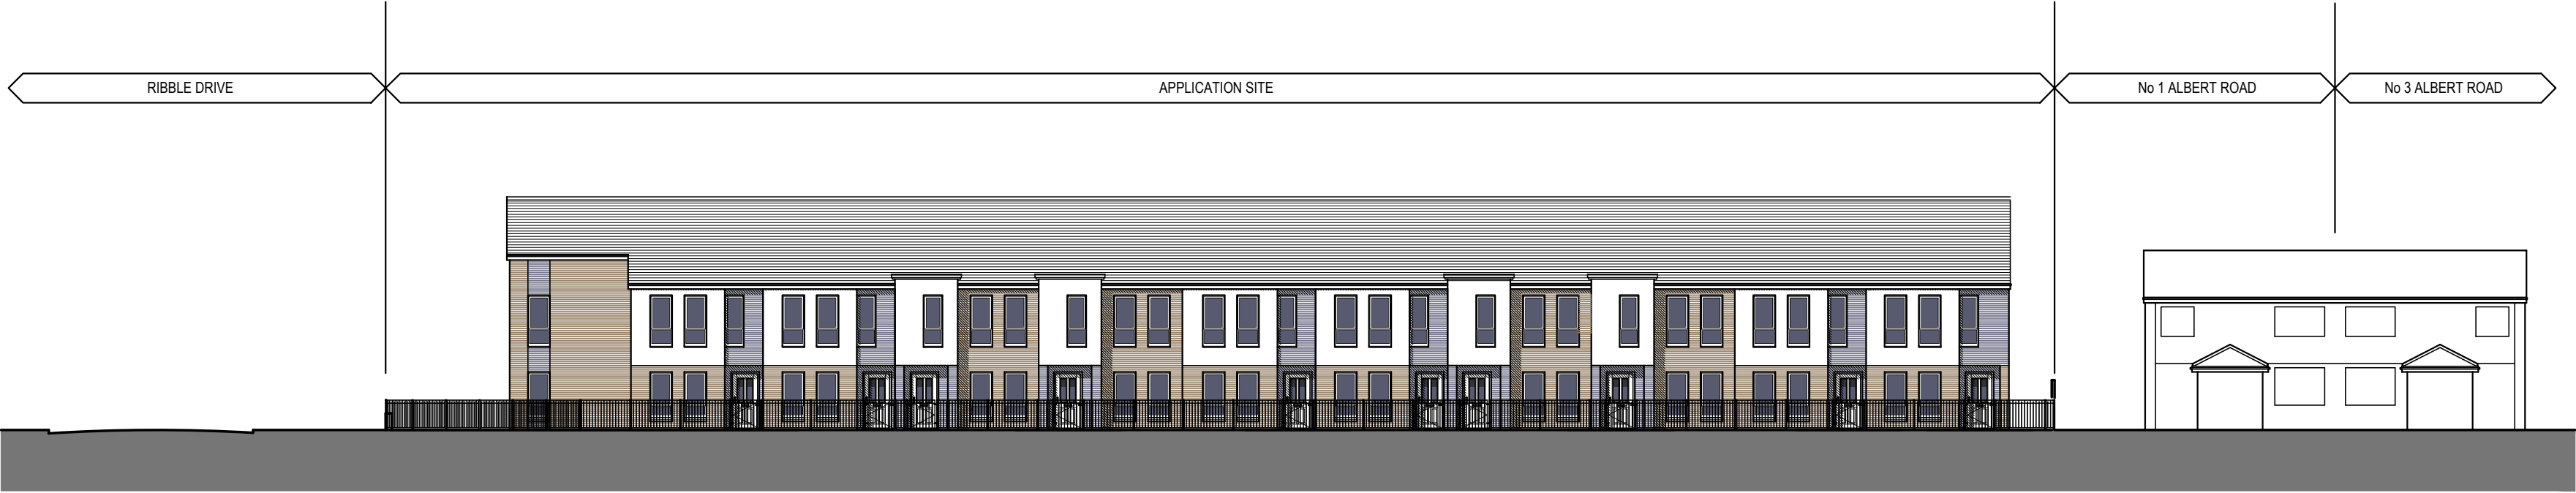 RIBBLE DRIVE
APPLICATION SITE
No 1 ALBERT ROAD
No 3 ALBERT ROAD